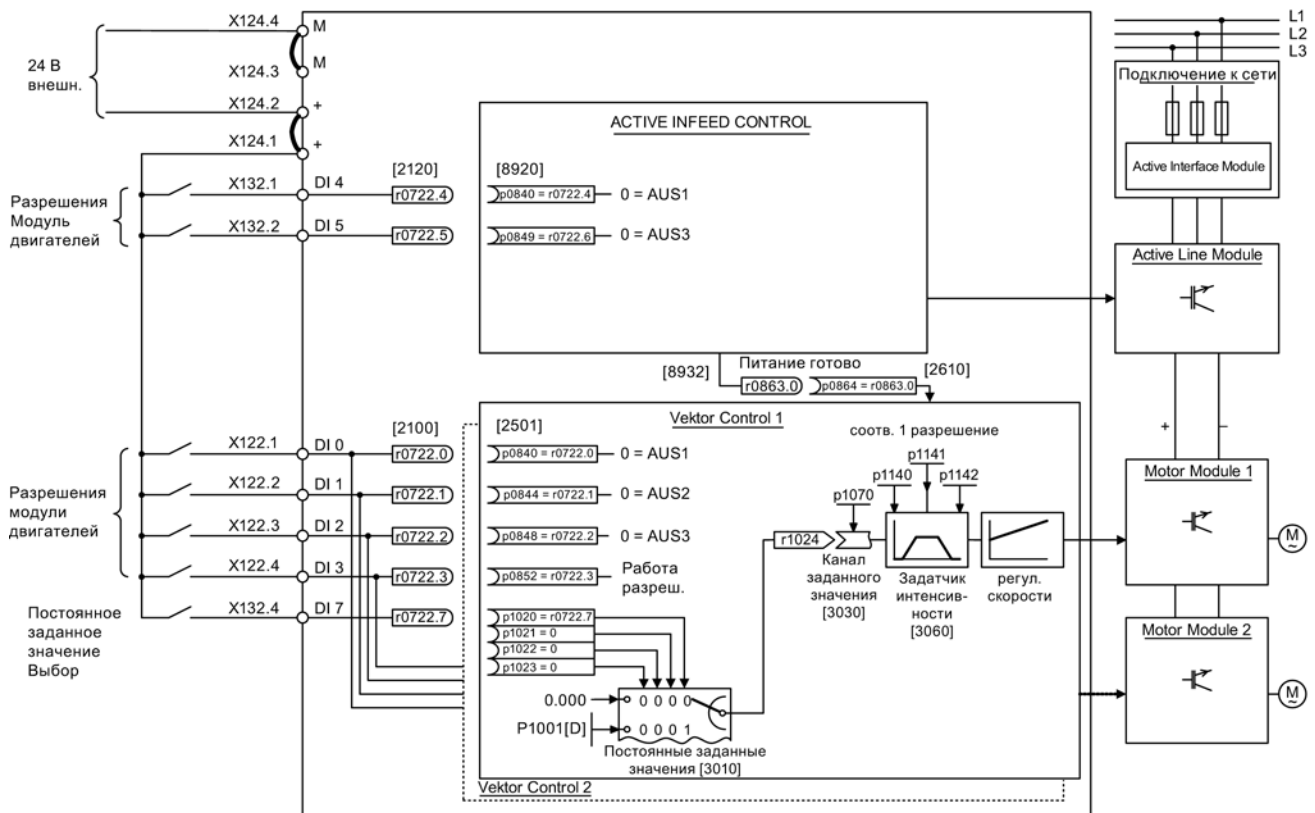 X124.4
M
24 В
внешн.
M
X124.3
X124.2
+
X124.1
+
L1
L2
L3
Подключение к сети
Active Interface Module
Active Line Module
ACTIVE INFEED CONTROL
[2120]
[8920]
Разрешения
Модуль
двигателей
X132.1
DI 4
r0722.4
p0840 = r0722.4
0 = AUS1
X132.2
DI 5
r0722.5
p0849 = r0722.6
0 = AUS3
[8932]
Питание готово
r0863.0
p0864 = r0863.0
[2610]
Vektor Control 1
[2100]
[2501]
Разрешения
модули
двигателей
X122.1
DI 0
r0722.0
p0840 = r0722.0
0 = AUS1
X122.2
DI 1
r0722.1
p0844 = r0722.1
0 = AUS2
X122.3
DI 2
r0722.2
p0848 = r0722.2
0 = AUS3
X122.4
DI 3
r0722.3
p0852 = r0722.3
Работа
разреш.
Постоянное
заданное
значение
Выбор
X132.4
DI 7
r0722.7
p1020 = r0722.7
p1021 = 0
p1022 = 0
p1023 = 0
0.000
0 0 0 0
P1001[D]
0 0 0 1
Постоянные заданные
значения [3010]
соотв. 1 разрешение
p1141
p1140
p1142
p1070
r1024
Канал
заданного
значения
[3030]
Задатчик
интенсив-
ности
[3060]
регул.
скорости
Vektor Control 2
+
–
Motor Module 1
M
~
Motor Module 2
M
~